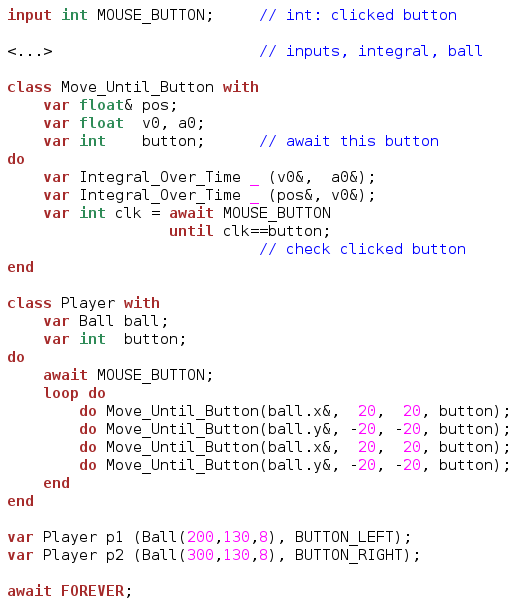 input int MOUSE_BUTTON;     // int: clicked button
<...>                       // inputs, integral, ball
class Move_Until_Button with
    var float& pos;
    var float  v0, a0;
    var int    button;      // await this button
do
    var Integral_Over_Time _ (v0&,  a0&);
    var Integral_Over_Time _ (pos&, v0&);
    var int clk = await MOUSE_BUTTON
                  until clk==button;
                            // check clicked button
end
class Player with
    var Ball ball;
    var int  button;
do
    await MOUSE_BUTTON;
    loop do
        do Move_Until_Button(ball.x&,  20,  20, button);
        do Move_Until_Button(ball.y&, -20, -20, button);
        do Move_Until_Button(ball.x&,  20,  20, button);
        do Move_Until_Button(ball.y&, -20, -20, button);
    end
end
var Player p1 (Ball(200,130,8), BUTTON_LEFT);
var Player p2 (Ball(300,130,8), BUTTON_RIGHT);
await FOREVER;